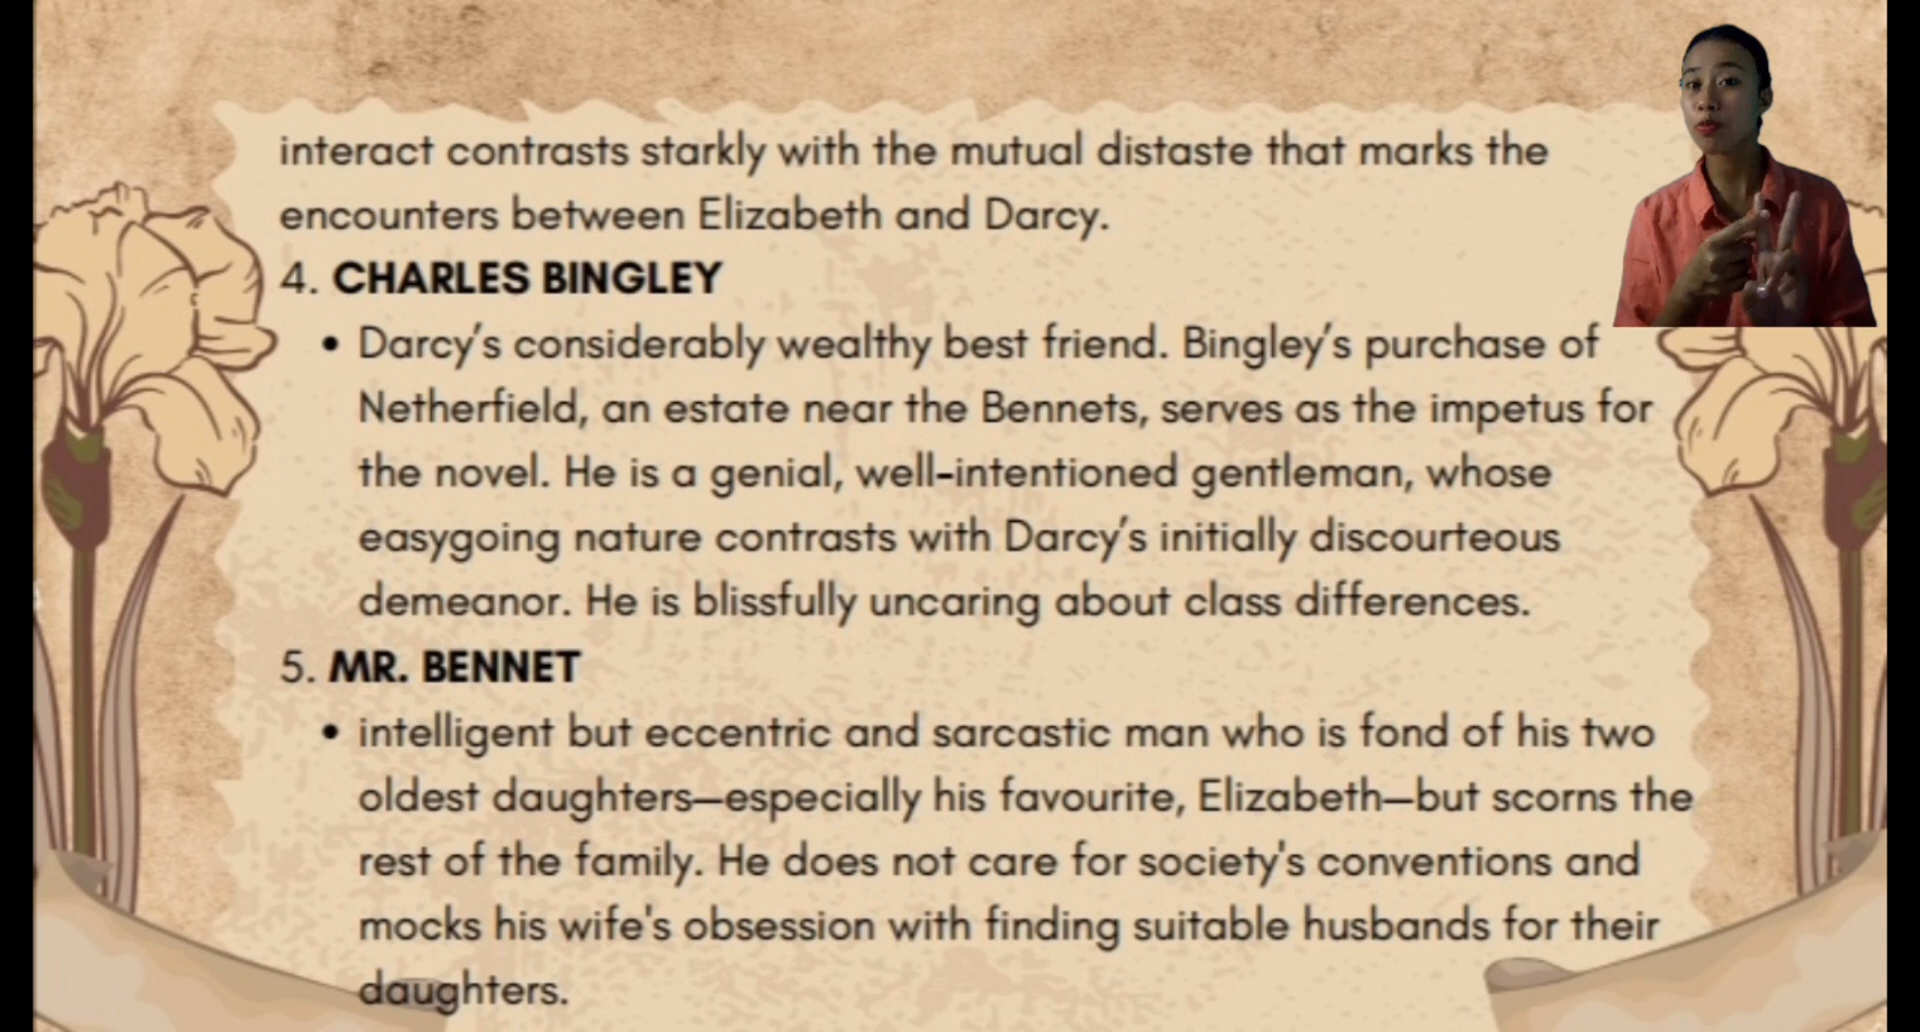 interact contrasts starkly with the mutual distaste that marks the
encounters between Elizabeth and Darcy.
4. CHARLES BINGLEY
• Darcy’s considerably wealthy best friend. Bingley’s purchase of
Netherfield, an estate near the Bennets, serves as the impetus for
the novel. He is a genial, well-intentioned gentleman, whose
easygoing nature contrasts with Darcy’s initially discourteous
demeanor. He is blissfully uncaring about class differences.
5. MR. BENNET
• intelligent but eccentric and sarcastic man who is fond of his two
oldest daughters—especially his favourite, Elizabeth—but scorns the
rest of the family. He does not care for society's conventions and
mocks his wife's obsession with finding suitable husbands for their
daughters.